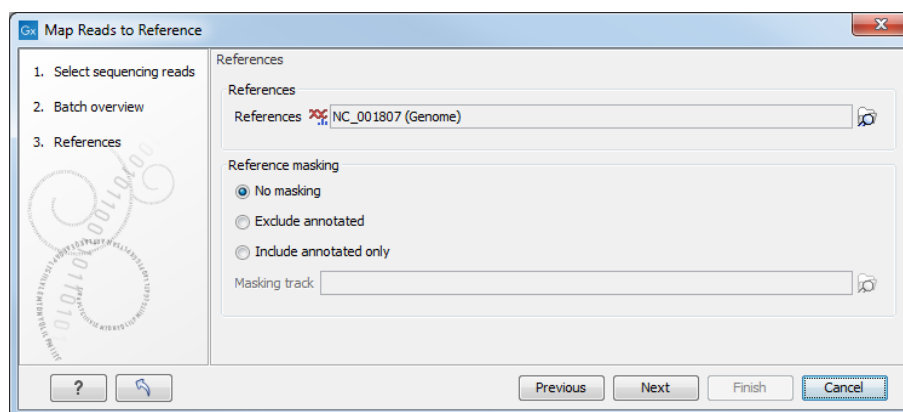 Gx Map Reads to Reference
1. Select sequencing reads
2. Batch overview
3. References
References
References
References NC_001807 (Genome)
Reference masking
No masking
Exclude annotated
Include annotated only
Masking track
? Previous Next Finish Cancel